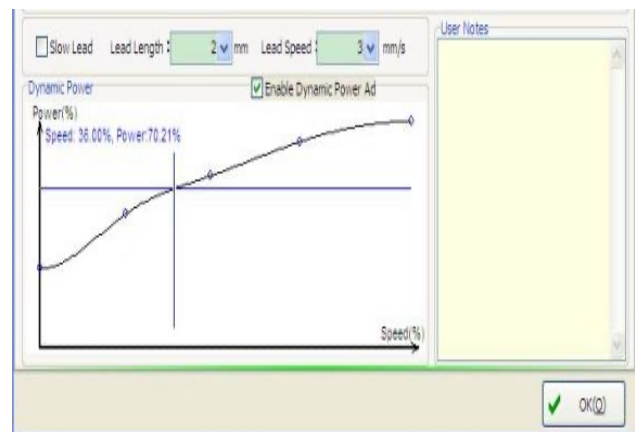 Slow Lead Lead Length : 2 mm Lead Speed : 3 mm/s
User Notes
Dynamic Power Enable Dynamic Power Ad
Power(%)
Speed: 36.00%, Power:70.21%
Speed(%)
OK(O)